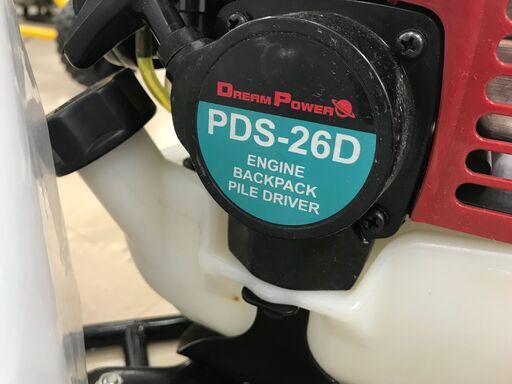 DREAM POWER
PDS-26D
ENGINE
BACKPACK
PILE DRIVER